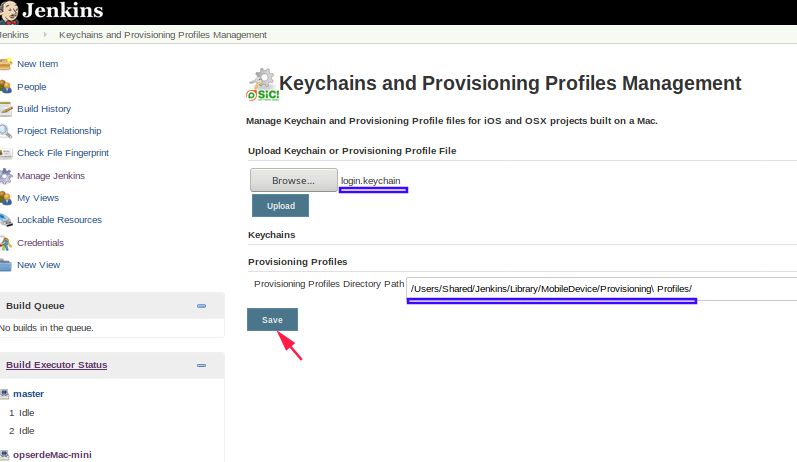 Jenkins
Jenkins
Keychains and Provisioning Profiles Management
New Item
People
Build History
Project Relationship
Check File Fingerprint
Manage Jenkins
My Views
Lockable Resources
Credentials
New View
Build Queue
No builds in the queue.
Build Executor Status
master
1 Idle
2 Idle
opserdeMac-mini
OSiC!
Keychains and Provisioning Profiles Management
Manage Keychain and Provisioning Profile files for iOS and OSX projects built on a Mac.
Upload Keychain or Provisioning Profile File
Browse... login.keychain
Upload
Keychains
Provisioning Profiles
Provisioning Profiles Directory Path /Users/Shared/Jenkins/Library/MobileDevice/Provisioning\ Profiles/
Save